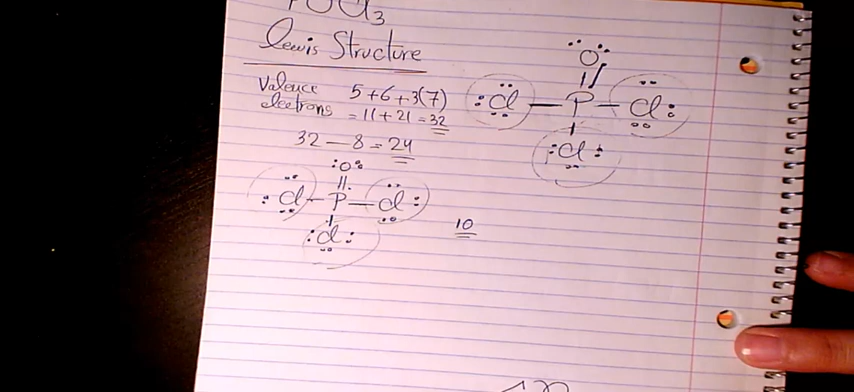 POCl3
Lewis Structure
Valence electrons 5+6+3(7)
=11+21=32
32-8=24
O
Cl-P-Cl
Cl
10
O
Cl-P-Cl
Cl